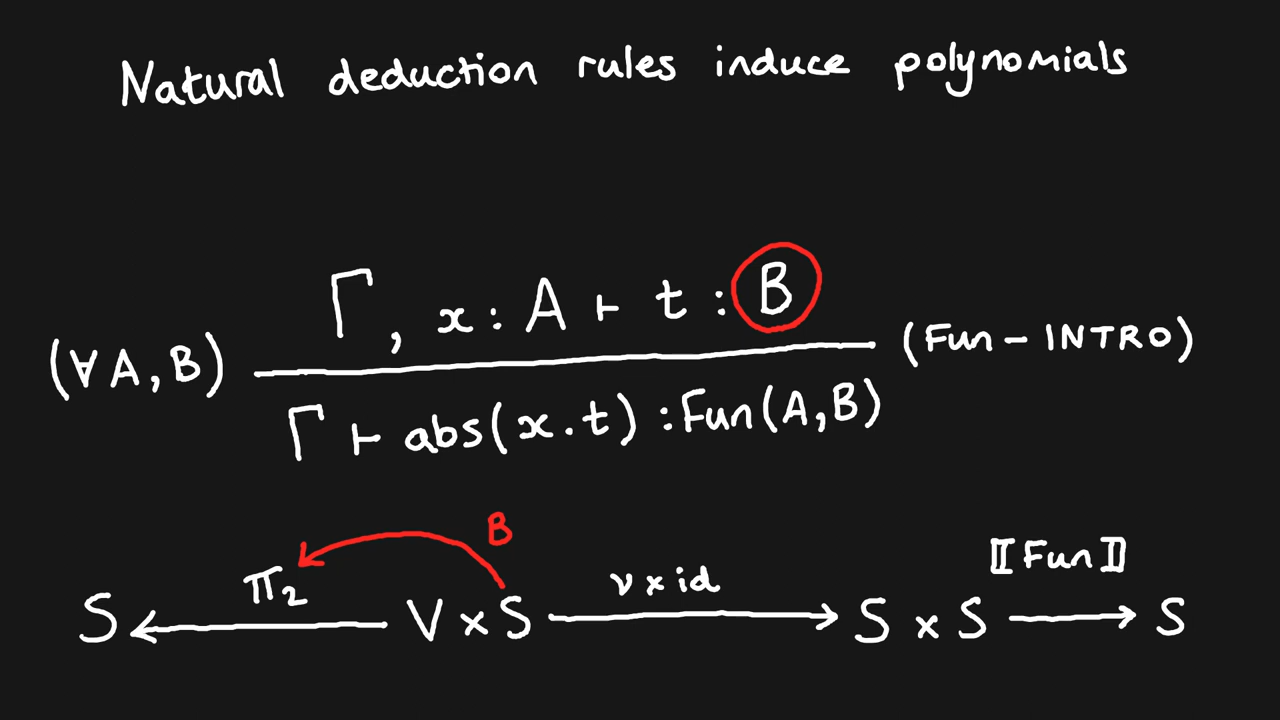 Natural deduction rules induce polynomials
Γ, x : A ⊢ t : B
(∀A, B) (Fun - INTRO)
Γ ⊢ abs(x.t) : Fun(A, B)
B
π₂ ν × id ⟦Fun⟧
S ← V × S → S × S → S